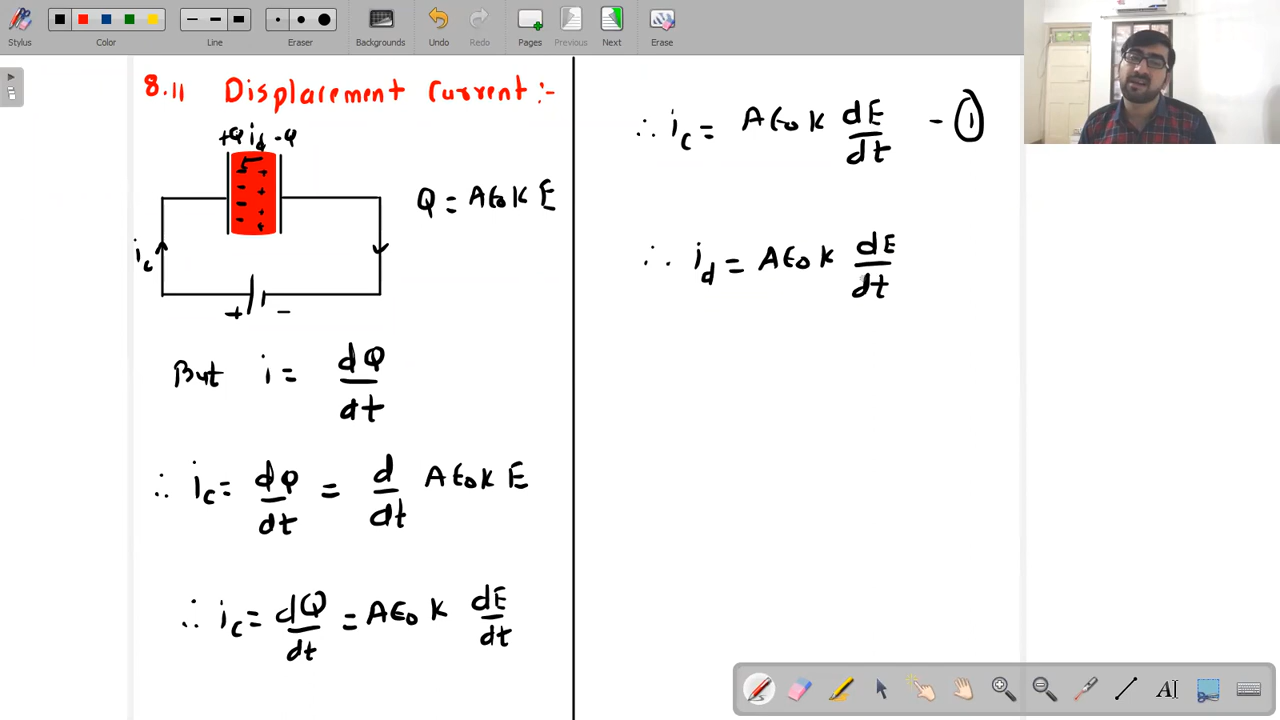 Stylus
Color
Line
Eraser
Backgrounds
Undo
Redo
Pages
Previous
Next
Erase
8.11 Displacement Current :-
+Q id -Q
Q = Aε₀k E
ic
+ -
But i = dQ/dt
∴ ic = dQ/dt = d/dt Aε₀k E
∴ ic = dQ/dt = Aε₀k dE/dt
∴ ic = Aε₀k dE/dt - ①
∴ id = Aε₀k dE/dt